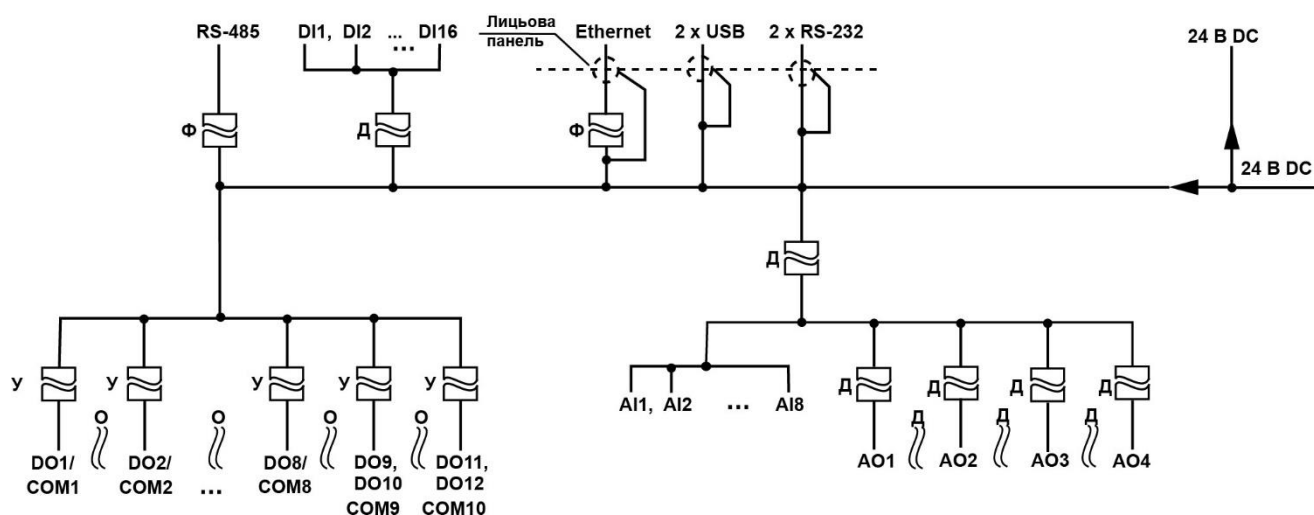 RS-485
DI1, DI2 ... DI16
...
Лицьова
панель
Ethernet
2 x USB
2 x RS-232
24 В DC
Ф
Д
Ф
24 В DC
Д
У
У
У
У
У
О
О
О
О
Д
Д
Д
Д
Д
Д
Д
DO1/
COM1
DO2/
COM2
...
DO8/
COM8
DO9,
DO10
COM9
DO11,
DO12
COM10
AI1, AI2 ... AI8
AO1
AO2
AO3
AO4